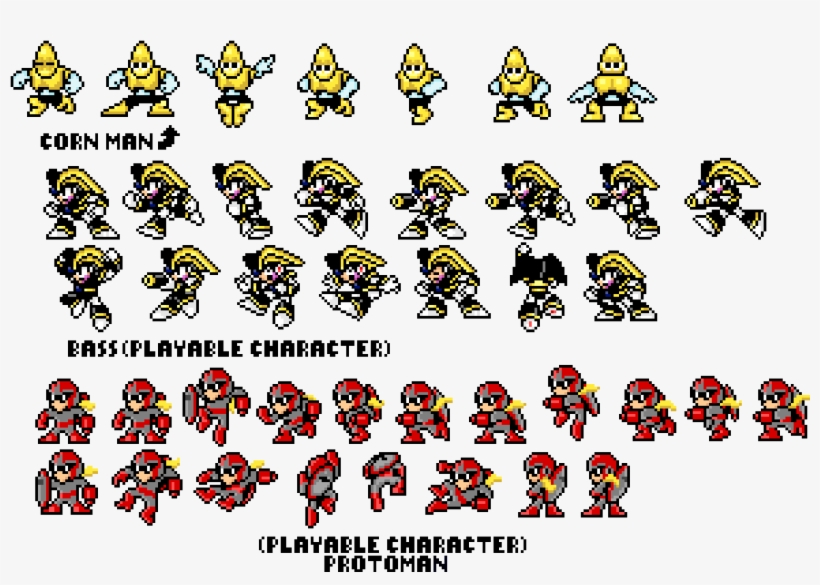 CORN MAN
BASS(PLAYABLE CHARACTER)
(PLAYABLE CHARACTER)
PROTOMAN